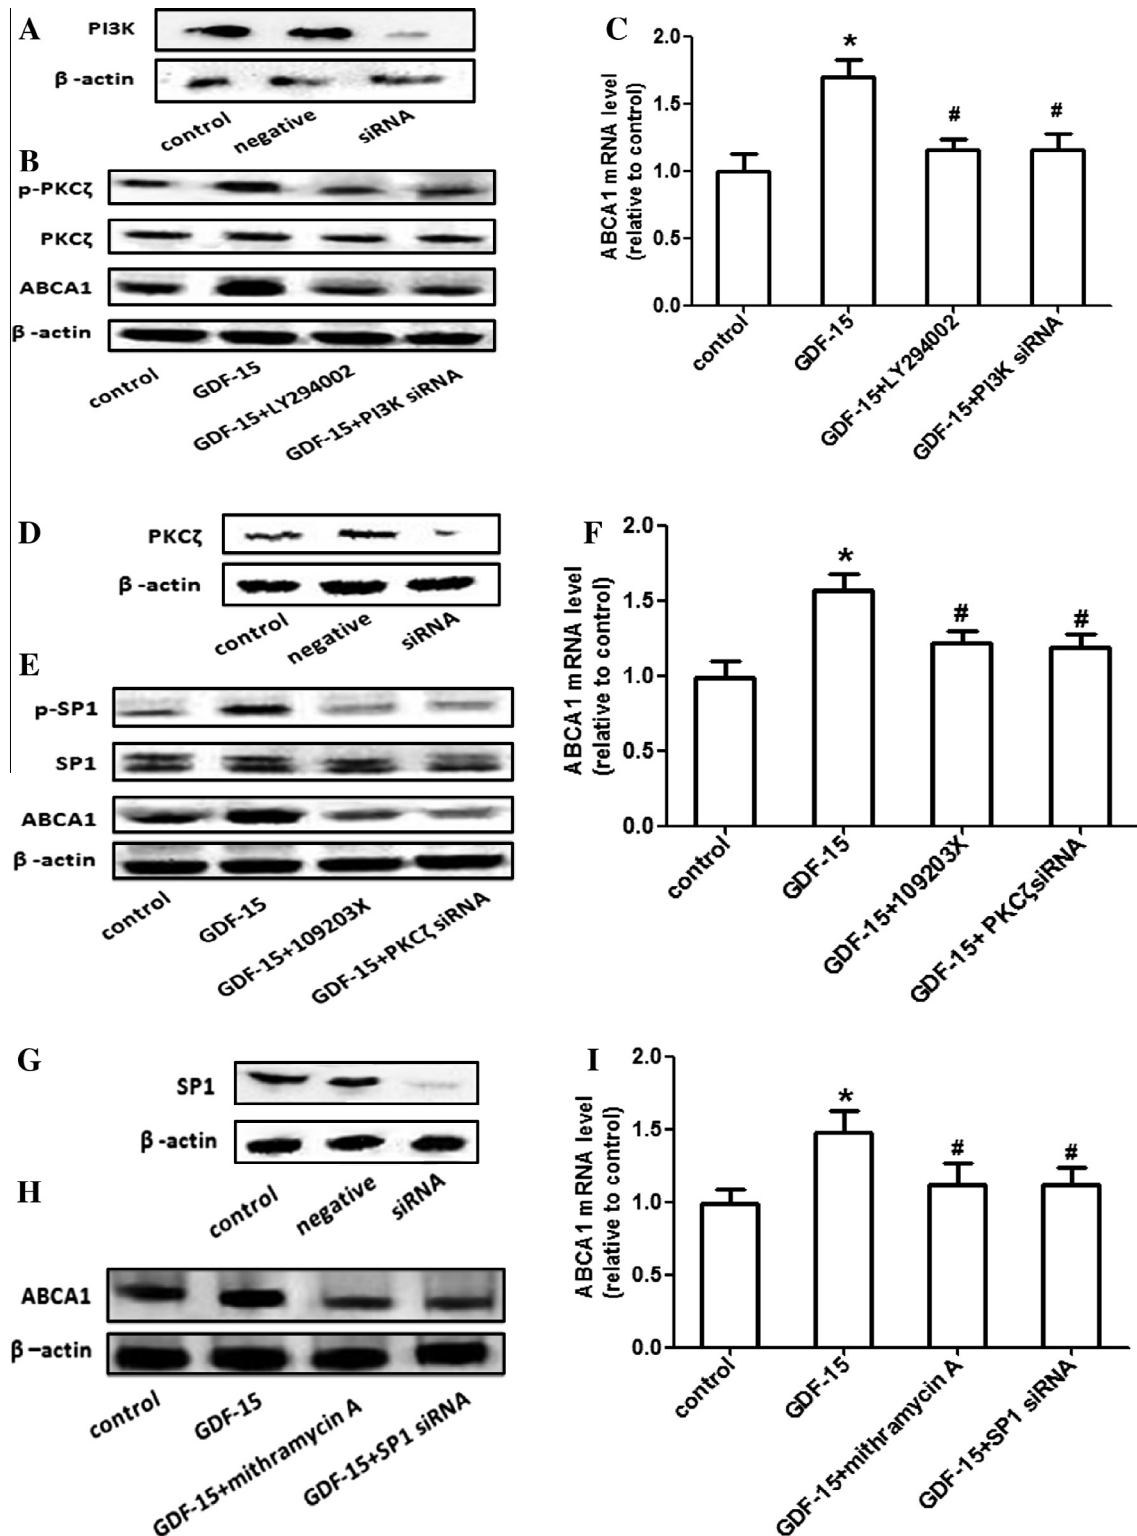 A
PI3K
β-actin
control
negative
siRNA
B
p-PKCζ
PKCζ
ABCA1
β-actin
control
GDF-15
GDF-15+LY294002
GDF-15+PI3K siRNA
C
ABCA1 mRNA level
(relative to control)
2.0
1.5
1.0
0.5
0.0
*
#
#
control
GDF-15
GDF-15+LY294002
GDF-15+PI3K siRNA
D
PKCζ
β-actin
control
negative
siRNA
E
p-SP1
SP1
ABCA1
β-actin
control
GDF-15
GDF-15+109203X
GDF-15+PKCζ siRNA
F
ABCA1 mRNA level
(relative to control)
2.0
1.5
1.0
0.5
0.0
*
#
#
control
GDF-15
GDF-15+109203X
GDF-15+ PKCζsiRNA
G
SP1
β-actin
control
negative
siRNA
H
ABCA1
β–actin
control
GDF-15
GDF-15+mithramycin A
GDF-15+SP1 siRNA
I
ABCA1 mRNA level
(relative to control)
2.0
1.5
1.0
0.5
0.0
*
#
#
control
GDF-15
GDF-15+mithramycin A
GDF-15+SP1 siRNA